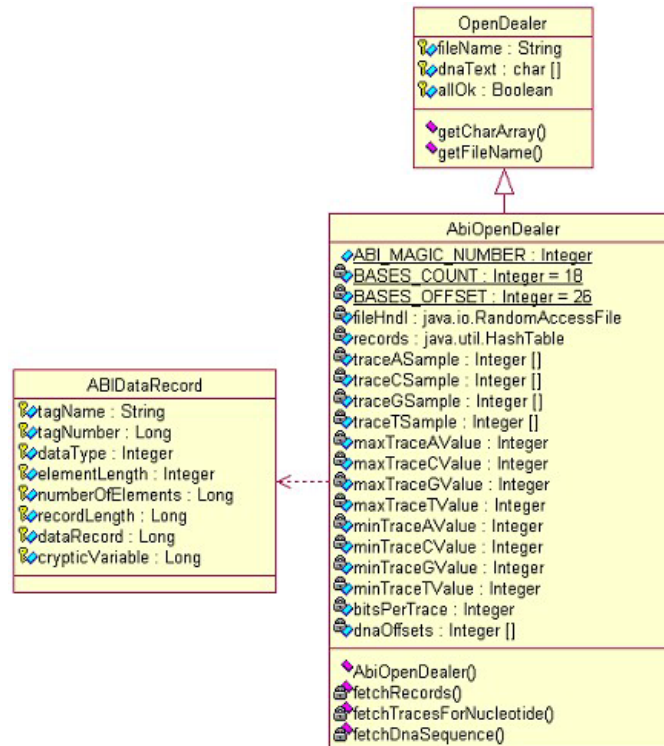 OpenDealer
fileName : String
dnaText : char []
allOk : Boolean
getCharArray()
getFileName()
AbiOpenDealer
ABI_MAGIC_NUMBER : Integer
BASES_COUNT : Integer = 18
BASES_OFFSET : Integer = 26
fileHndl : java.io.RandomAccessFile
records : java.util.HashTable
traceASample : Integer []
traceCSample : Integer []
traceGSample : Integer []
traceTSample : Integer []
maxTraceAValue : Integer
maxTraceCValue : Integer
maxTraceGValue : Integer
maxTraceTValue : Integer
minTraceAValue : Integer
minTraceCValue : Integer
minTraceGValue : Integer
minTraceTValue : Integer
bitsPerTrace : Integer
dnaOffsets : Integer []
AbiOpenDealer()
fetchRecords()
fetchTracesForNucleotide()
fetchDnaSequence()
ABIDataRecord
tagName : String
tagNumber : Long
dataType : Integer
elementLength : Integer
numberOfElements : Long
recordLength : Long
dataRecord : Long
crypticVariable : Long